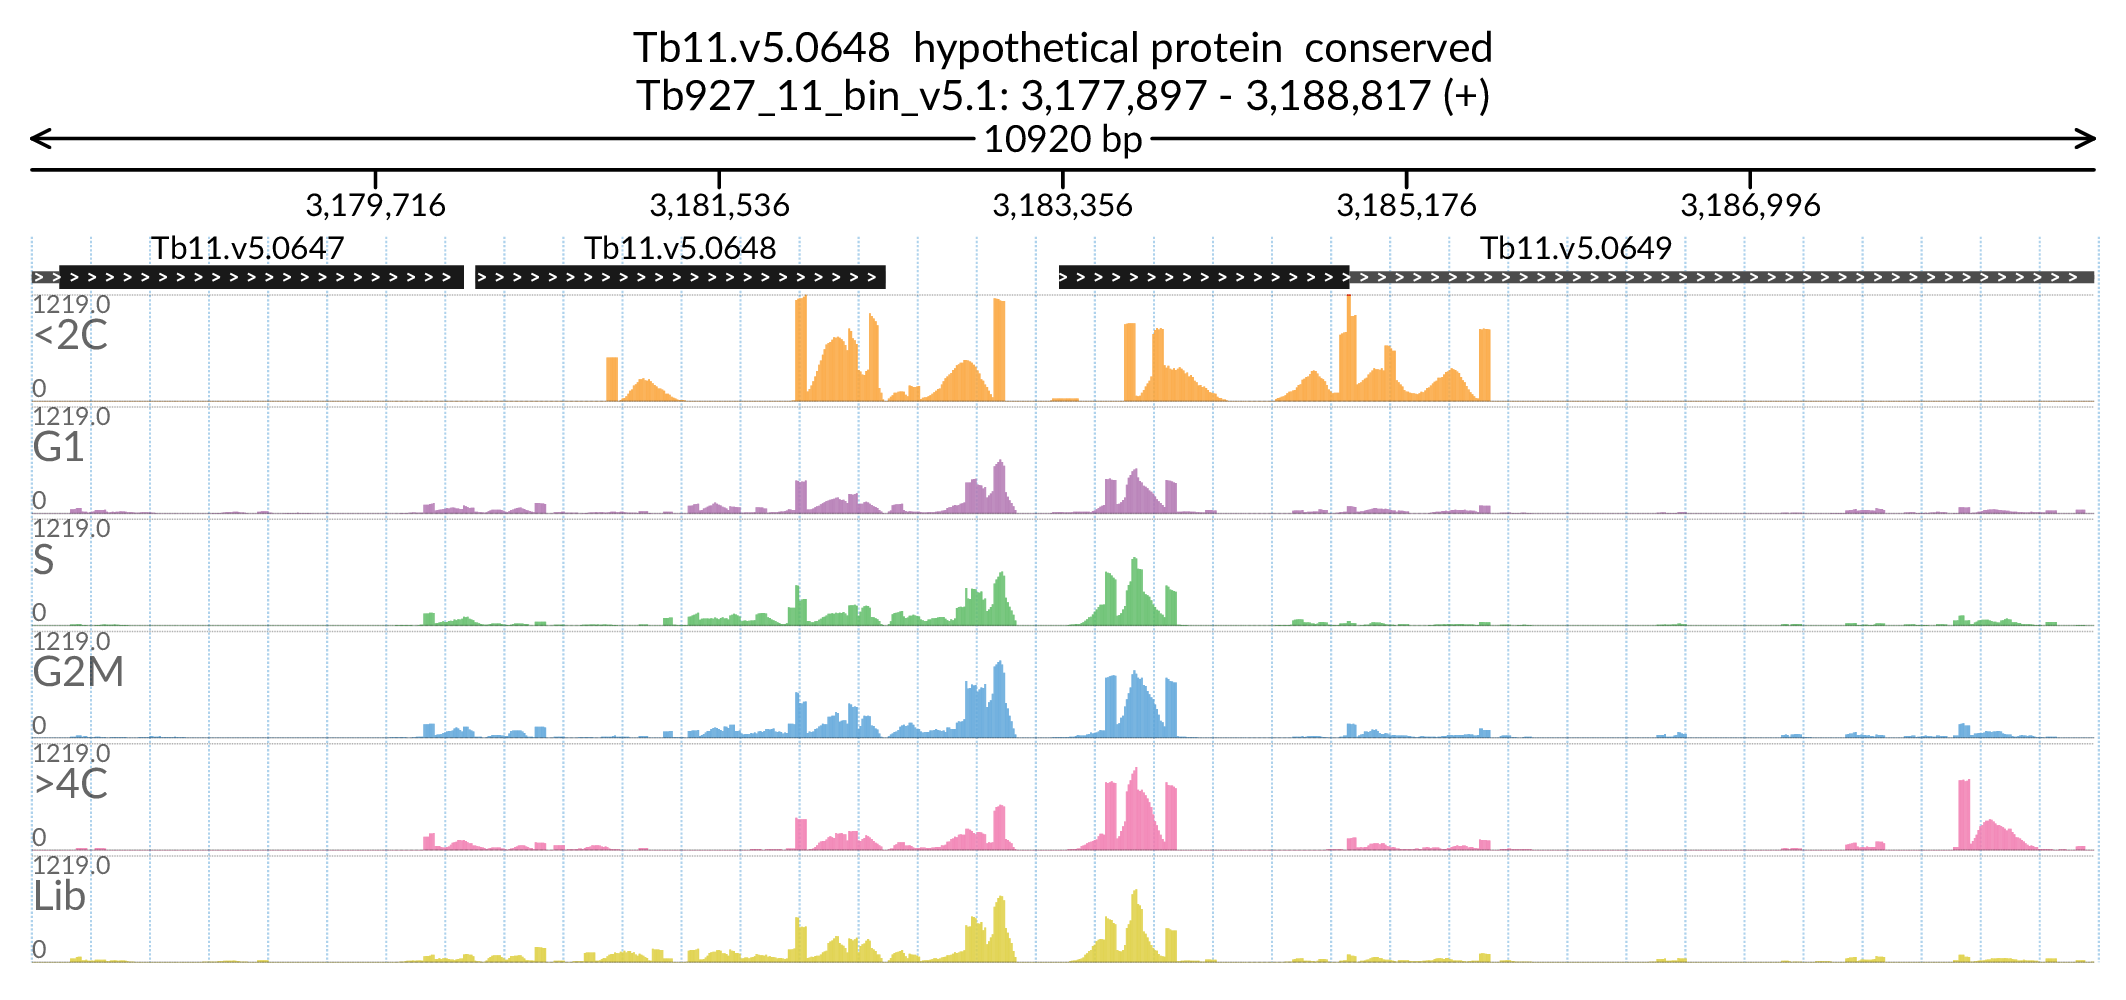 Tb11.v5.0648 hypothetical protein conserved
Tb927_11_bin_v5.1: 3,177,897 - 3,188,817 (+)
10920 bp
3,179,716 3,181,536 3,183,356 3,185,176 3,186,996
Tb11.v5.0647 Tb11.v5.0648 Tb11.v5.0649
1219.0
<2C
0
1219.0
G1
0
1219.0
S
0
1219.0
G2M
0
1219.0
>4C
0
1219.0
Lib
0